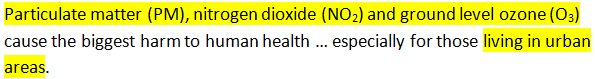 Particulate matter (PM), nitrogen dioxide (NO₂) and ground level ozone (O₃)
cause the biggest harm to human health … especially for those living in urban
areas.